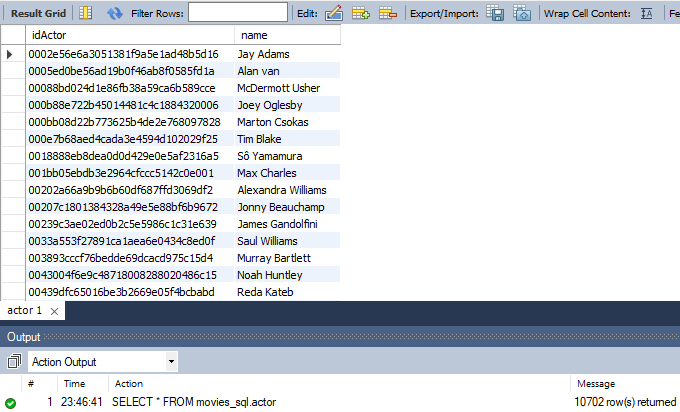 Result Grid Filter Rows: Edit: Export/Import: Wrap Cell Content: Fe
idActor name
0002e56e6a3051381f9a5e1ad48b5d16 Jay Adams
0005ed0be56ad19b0f46ab8f0585fd1a Alan van
00088bd024d1e86fb38a59ca6b589cce McDermott Usher
000b88e722b45014481c4c1884320006 Joey Oglesby
000bb08d22b773625b4de2e768097828 Marton Csokas
000e7b68aed4cada3e4594d102029f25 Tim Blake
0018888eb8dea0d0d429e0e5af2316a5 Sô Yamamura
001bb05ebdb3e2964cfccc5142c0e001 Max Charles
00202a66a9b9b6b60df687ffd3069df2 Alexandra Williams
00207c1801384328a49e5e88bf6b9672 Jonny Beauchamp
00239c3ae02ed0b2c5e5986c1c31e639 James Gandolfini
0033a553f27891ca1aea6e0434c8ed0f Saul Williams
003893cccf76bedde69dcacd975c15d4 Murray Bartlett
0043004f6e9c48718008288020486c15 Noah Huntley
00439dfc65016be3b2669e05f4bcbabd Reda Kateb
actor 1
Output
Action Output
# Time Action Message
1 23:46:41 SELECT * FROM movies_sql.actor 10702 row(s) returned